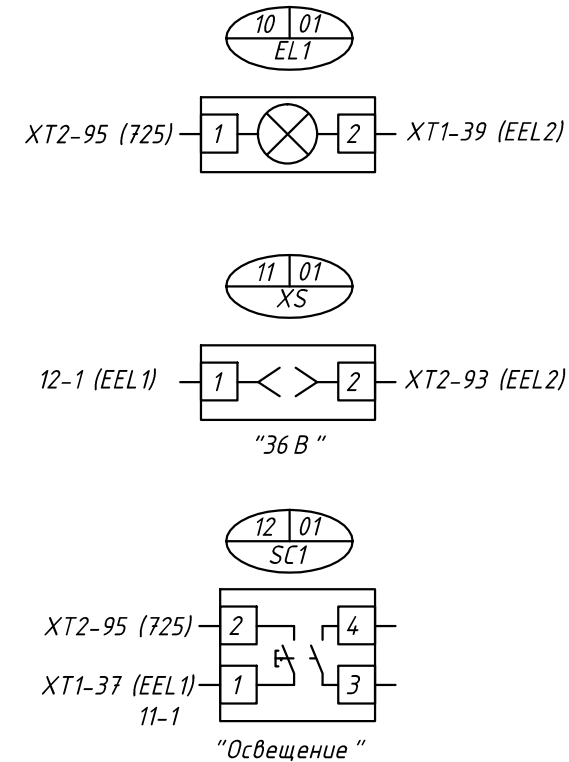 10 01
EL1
XT2-95 (725) 1 2 XT1-39 (EEL2)
11 01
XS
12-1 (EEL1) 1 2 XT2-93 (EEL2)
"36 В "
12 01
SC1
XT2-95 (725) 2 4
XT1-37 (EEL1) 1 3
11-1
"Освещение "